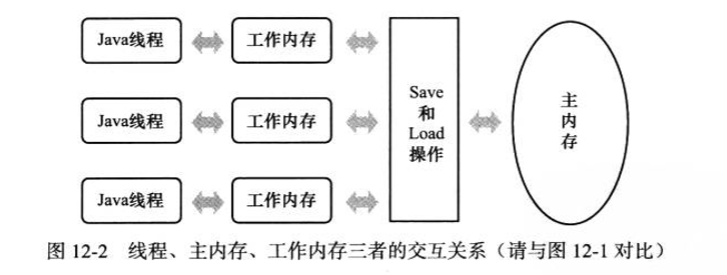 Java线程
工作内存
Java线程
工作内存
Java线程
工作内存
Save
和
Load
操作
主
内
存
图 12-2 线程、主内存、工作内存三者的交互关系（请与图 12-1 对比）